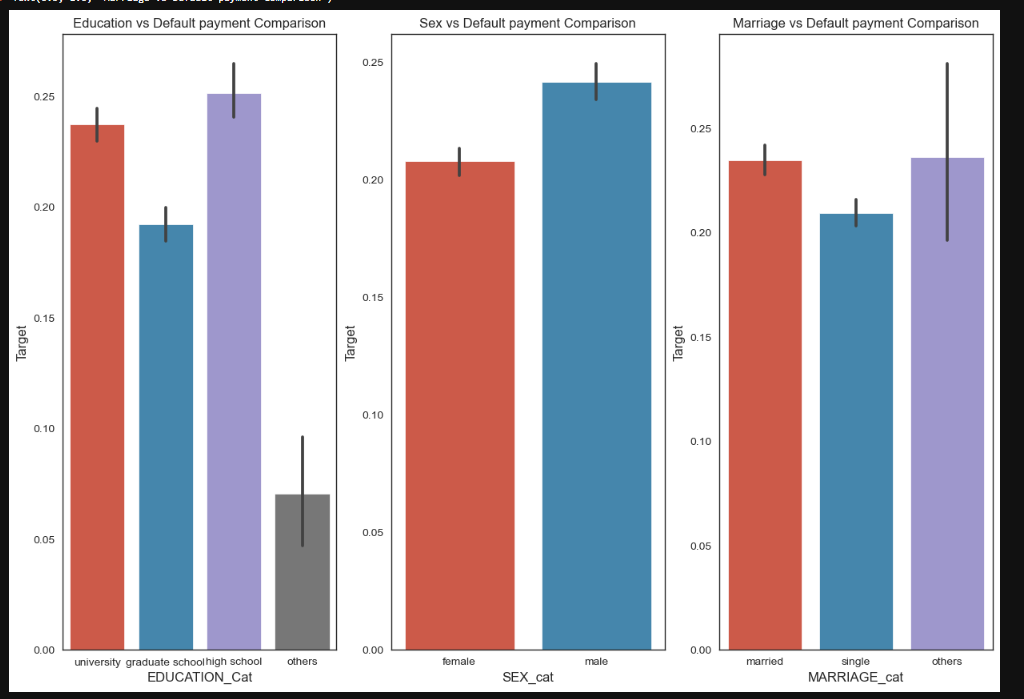 Education vs Default payment Comparison
Sex vs Default payment Comparison
Marriage vs Default payment Comparison
Target
0.25
0.20
0.15
0.10
0.05
0.00
university graduate school high school others
EDUCATION_Cat
Target
0.25
0.20
0.15
0.10
0.05
0.00
female male
SEX_cat
Target
0.25
0.20
0.15
0.10
0.05
0.00
married single others
MARRIAGE_cat